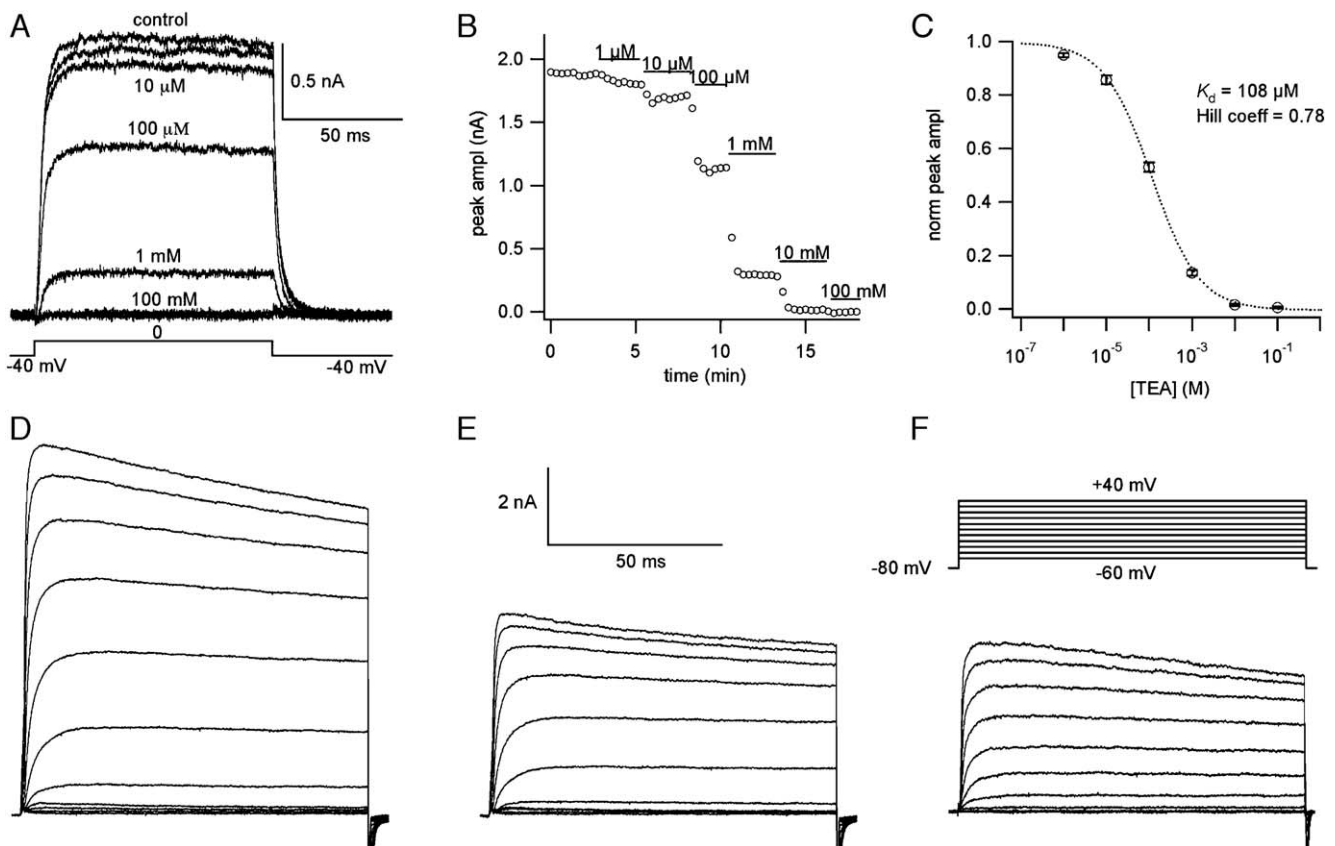 A
control
0.5 nA
50 ms
10 μM
100 μM
1 mM
100 mM
0
-40 mV
-40 mV
B
peak ampl (nA)
2.0
1.5
1.0
0.5
0.0
1 μM
10 μM
100 μM
1 mM
10 mM
100 mM
0
5
10
15
time (min)
C
norm peak ampl
1.0
0.8
0.6
0.4
0.2
0.0
Kd = 108 μM
Hill coeff = 0.78
10-7
10-5
10-3
10-1
[TEA] (M)
D
E
2 nA
50 ms
F
+40 mV
-80 mV
-60 mV